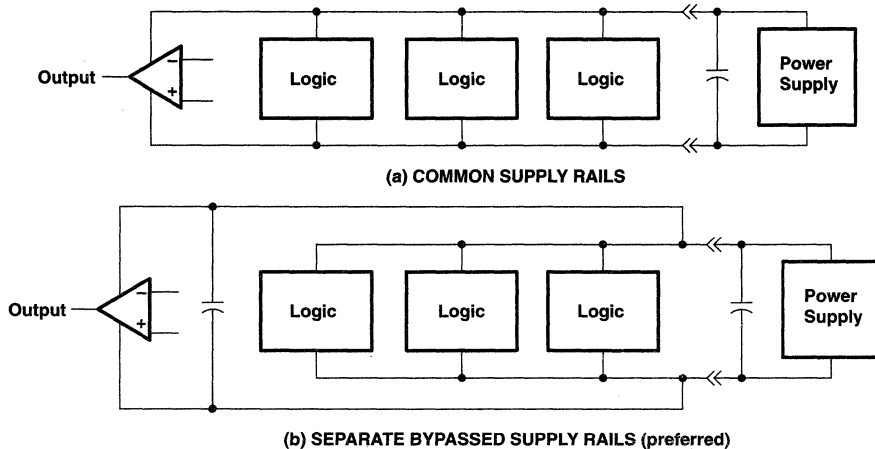 Output
−
+
Logic
Logic
Logic
Power
Supply
(a) COMMON SUPPLY RAILS
Output
−
+
Logic
Logic
Logic
Power
Supply
(b) SEPARATE BYPASSED SUPPLY RAILS (preferred)